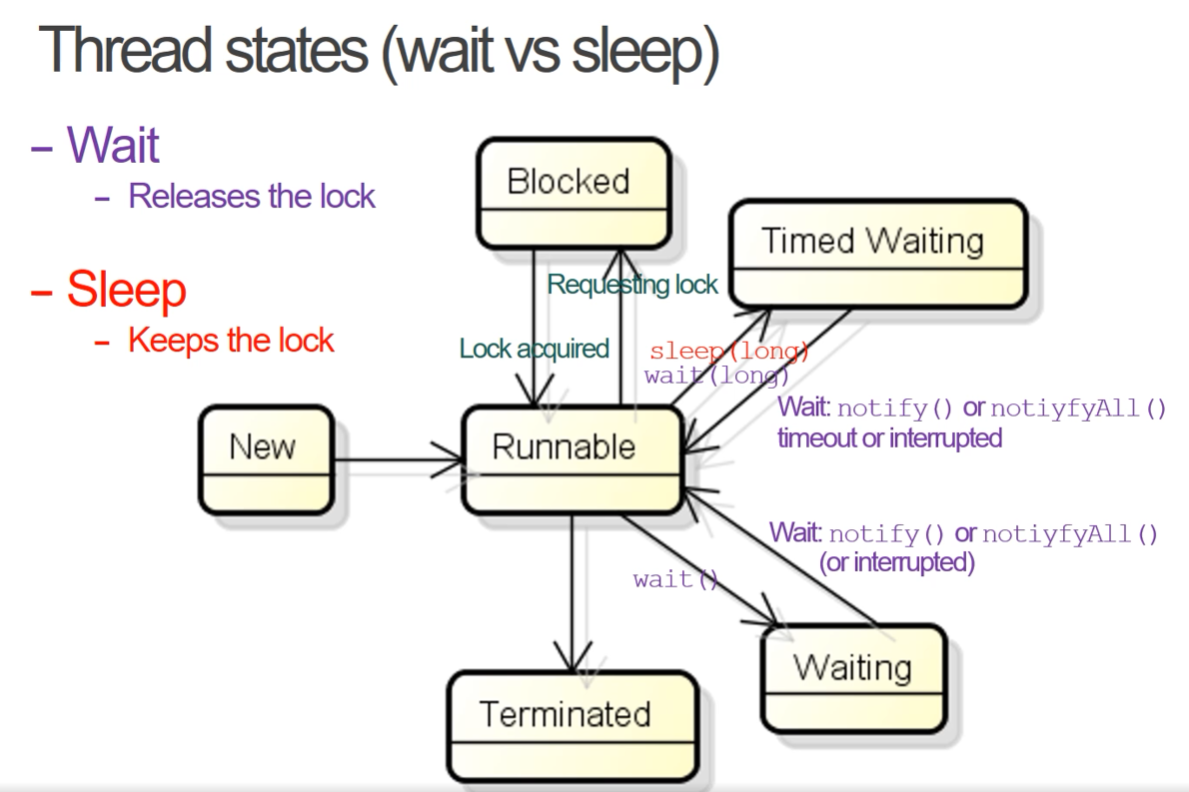 Thread states (wait vs sleep)
– Wait
– Releases the lock
– Sleep
– Keeps the lock
Blocked
Timed Waiting
Requesting lock
Lock acquired
sleep(long)
wait(long)
Wait: notify() or notiyfyAll()
timeout or interrupted
New
Runnable
Wait: notify() or notiyfyAll()
(or interrupted)
wait()
Waiting
Terminated